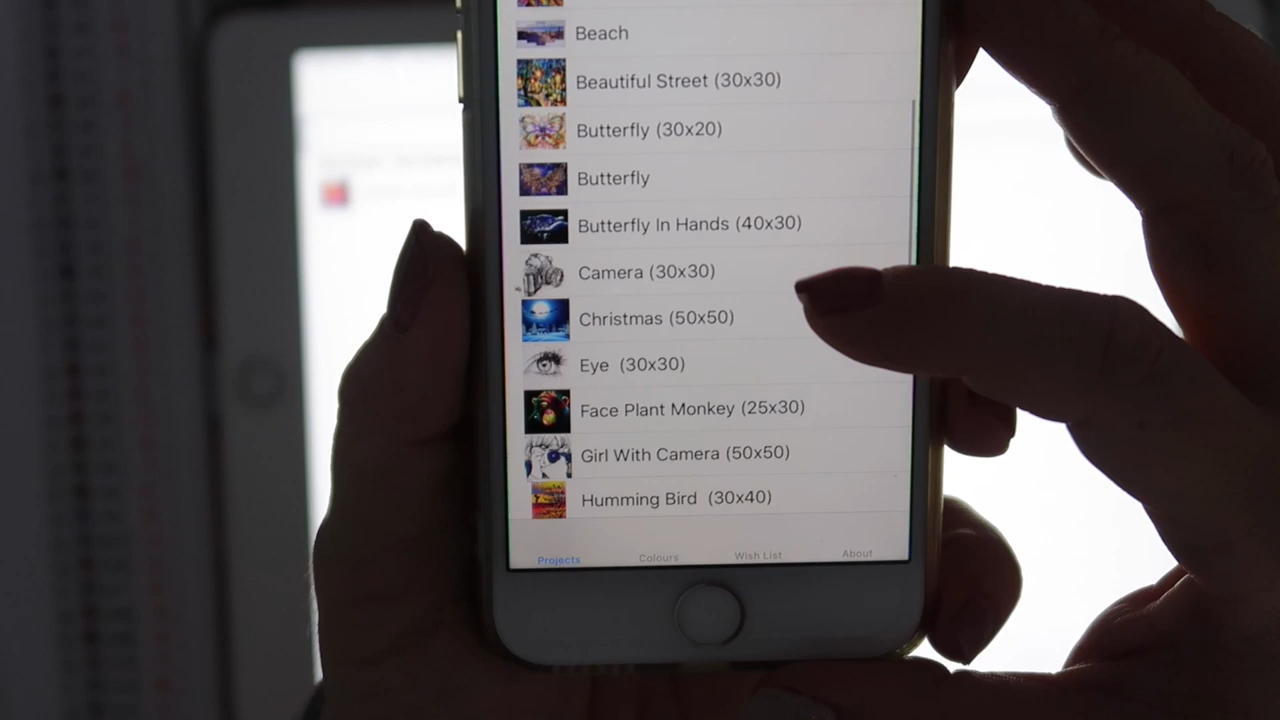 Beach
Beautiful Street (30x30)
Butterfly (30x20)
Butterfly
Butterfly In Hands (40x30)
Camera (30x30)
Christmas (50x50)
Eye (30x30)
Face Plant Monkey (25x30)
Girl With Camera (50x50)
Humming Bird (30x40)
Projects Colours Wish List About